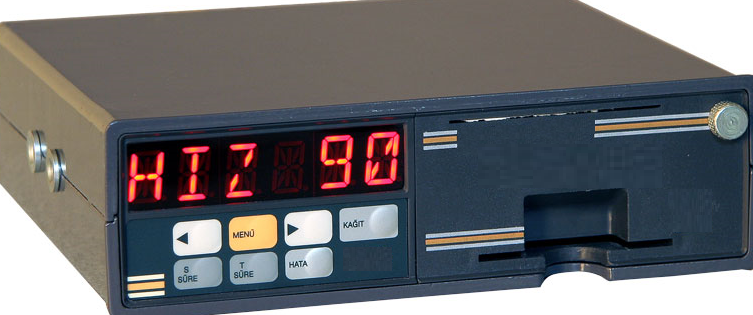 HIZ 90
◀ MENÜ ▶ KAĞIT
S SÜRE T SÜRE HATA